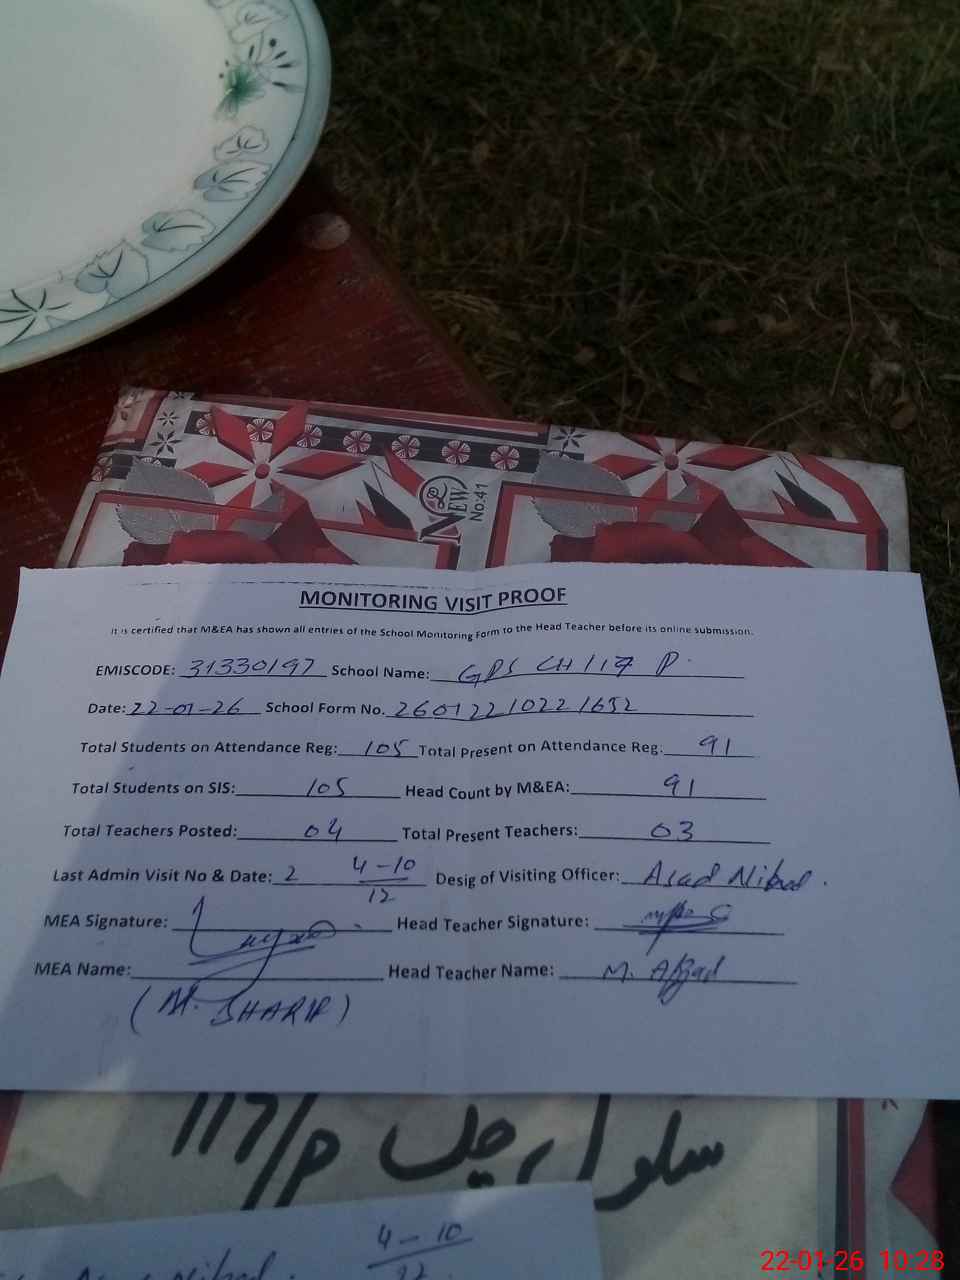 NEW
No:41
MONITORING VISIT PROOF
It is certified that M&EA has shown all entries of the School Monitoring Form to the Head Teacher before its online submission.
EMISCODE: 31330197 School Name: GPS CH 117 P.
Date: 22-01-26 School Form No. 260122102216S2
Total Students on Attendance Reg: 105 Total Present on Attendance Reg: 91
Total Students on SIS: 105 Head Count by M&EA: 91
Total Teachers Posted: 04 Total Present Teachers: 03
Last Admin Visit No & Date: 2 4-10/12 Desig of Visiting Officer: Asad
MEA Signature: Head Teacher Signature:
MEA Name: Head Teacher Name: M. Afzad
(M. SHARIF)
117/P
4-10
22-01-26 10:28